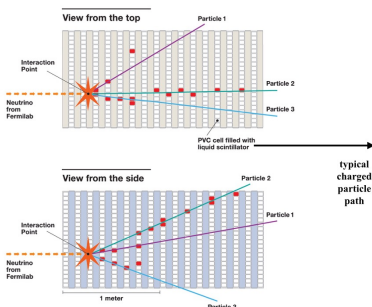 View from the top
Particle 1
Interaction
Point
Particle 2
Neutrino
from
Fermilab
Particle 3
PVC cell filled with
liquid scintillator
typical
charged
particle
path
View from the side
Particle 2
Interaction
Point
Particle 1
Neutrino
from
Fermilab
1 meter
Particle 3